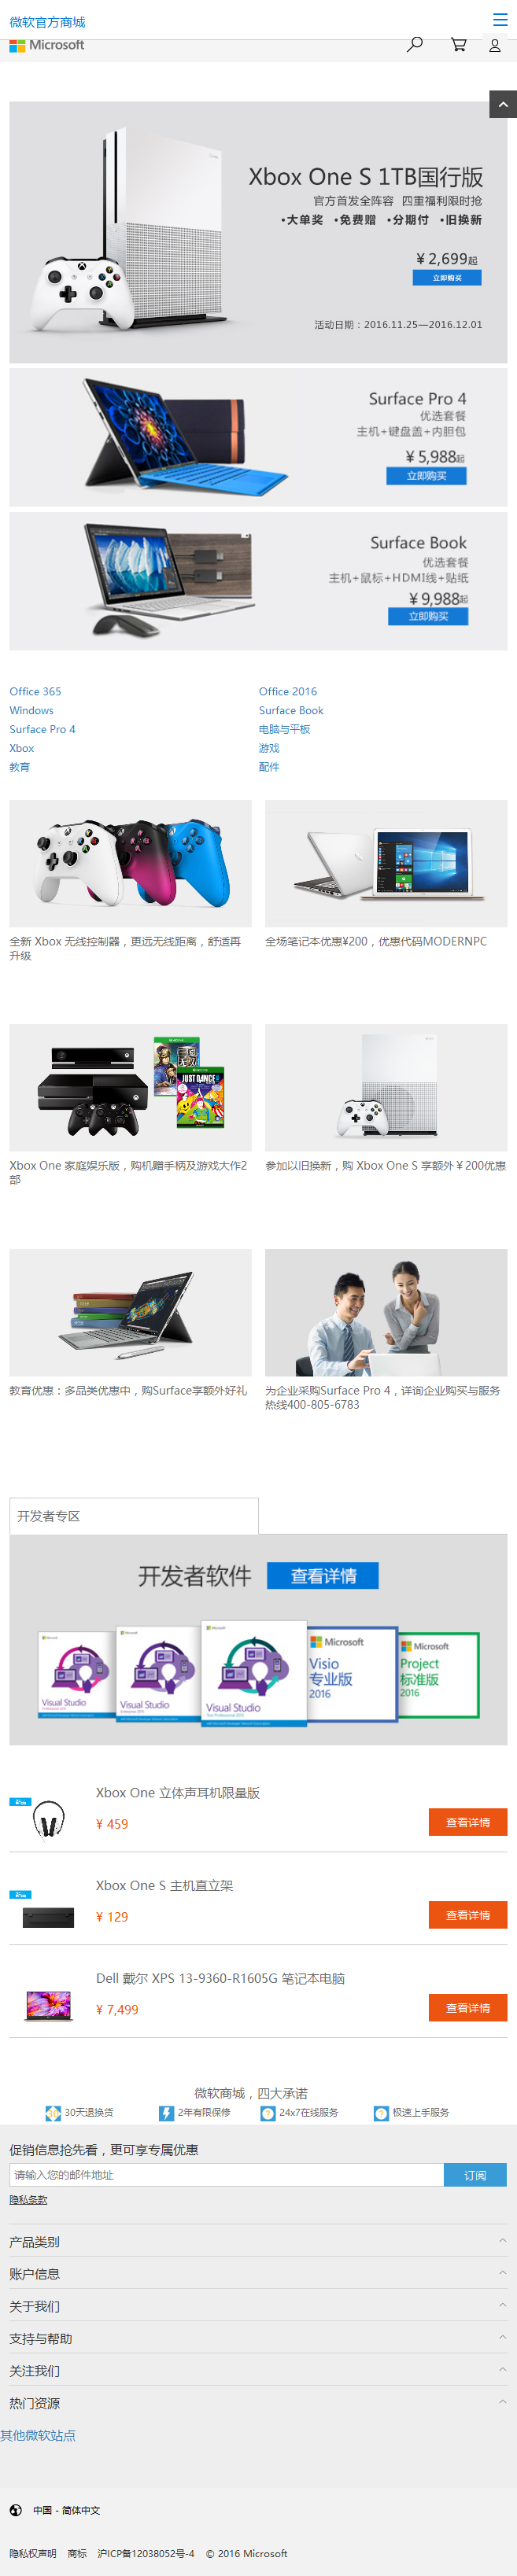 微软官方商城
Microsoft
Xbox One S 1TB国行版
官方首发全阵容 四重福利限时抢
•大单奖 •免费赠 •分期付 •旧换新
¥2,699起
立即购买
活动日期：2016.11.25—2016.12.01
Surface Pro 4
优选套餐
主机+键盘盖+内胆包
¥5,988起
立即购买
Surface Book
优选套餐
主机+鼠标+HDMI线+贴纸
¥9,988起
立即购买
Office 365
Office 2016
Windows
Surface Book
Surface Pro 4
电脑与平板
Xbox
游戏
教育
配件
全新 Xbox 无线控制器，更远无线距离，舒适再
升级
全场笔记本优惠¥200，优惠代码MODERNPC
JUST DANCE
Xbox One 家庭娱乐版，购机赠手柄及游戏大作2
部
参加以旧换新，购 Xbox One S 享额外￥200优惠
教育优惠：多品类优惠中，购Surface享额外好礼
为企业采购Surface Pro 4，详询企业购买与服务
热线400-805-6783
开发者专区
开发者软件
查看详情
Visual Studio
Visual Studio
Visual Studio
Microsoft
Visio
专业版
2016
Microsoft
Project
标准版
2016
Xbox One 立体声耳机限量版
¥ 459
查看详情
Xbox One S 主机直立架
¥ 129
查看详情
Dell 戴尔 XPS 13-9360-R1605G 笔记本电脑
¥ 7,499
查看详情
微软商城，四大承诺
30天退换货
2年有限保修
24x7在线服务
极速上手服务
促销信息抢先看，更可享专属优惠
请输入您的邮件地址
订阅
隐私条款
产品类别
账户信息
关于我们
支持与帮助
关注我们
热门资源
其他微软站点
中国 - 简体中文
隐私权声明 商标 沪ICP备12038052号-4 © 2016 Microsoft